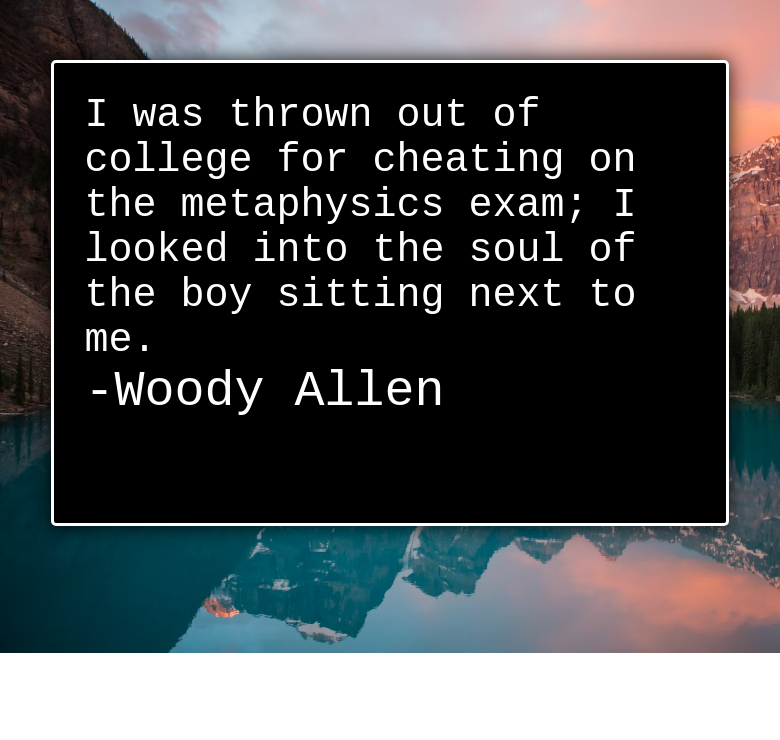 I was thrown out of
college for cheating on
the metaphysics exam; I
looked into the soul of
the boy sitting next to
me.
-Woody Allen